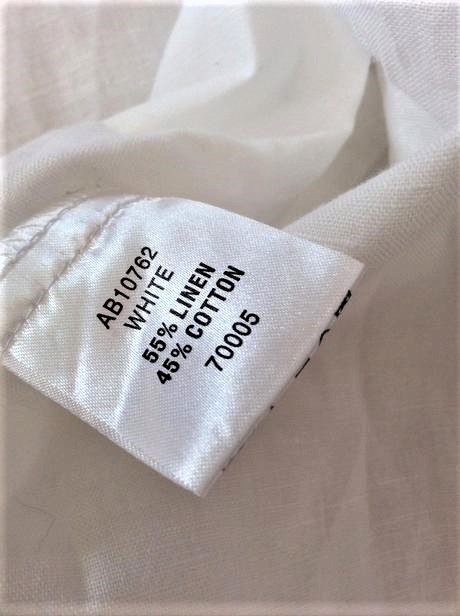 AB10762
WHITE
55% LINEN
45% COTTON
70005